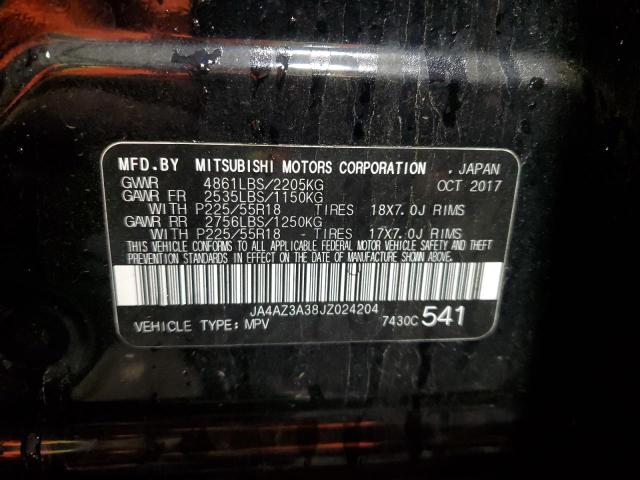 MFD.BY MITSUBISHI MOTORS CORPORATION , JAPAN
GVWR 4861LBS/2205KG OCT 2017
GAWR FR 2535LBS/1150KG
WITH P225/55R18 TIRES 18X7.0J RIMS
GAWR RR 2756LBS/1250KG
WITH P225/55R18 - TIRES 17X7.0J RIMS
THIS VEHICLE CONFORMS TO ALL APPLICABLE FEDERAL MOTOR VEHICLE SAFETY AND THEFT
PREVENTION STANDARDS IN EFFECT ON THE DATE OF MANUFACTURE SHOWN ABOVE.
JA4AZ3A38JZ024204
VEHICLE TYPE: MPV 7430C 541